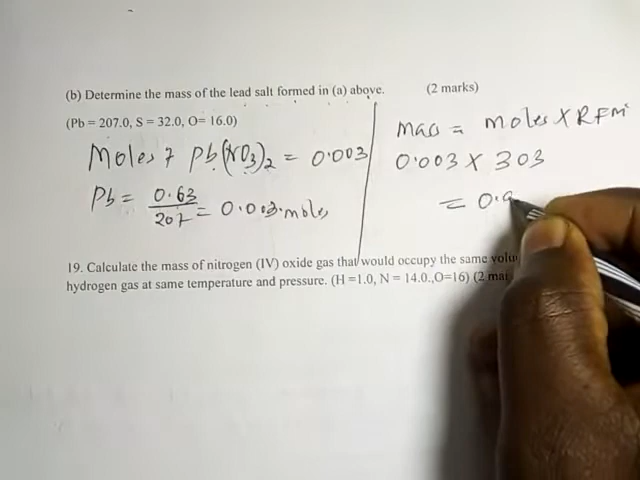 (b) Determine the mass of the lead salt formed in (a) above. (2 marks)
(Pb = 207.0, S = 32.0, O= 16.0)
Moles of Pb(NO3)2 = 0.003
Pb = 0.63
207 = 0.003 moles
Mass = moles X RFM
0.003 X 303
= 0.9
19. Calculate the mass of nitrogen (IV) oxide gas that would occupy the same
hydrogen gas at same temperature and pressure. (H =1.0, N = 14.0.,O=16) (2